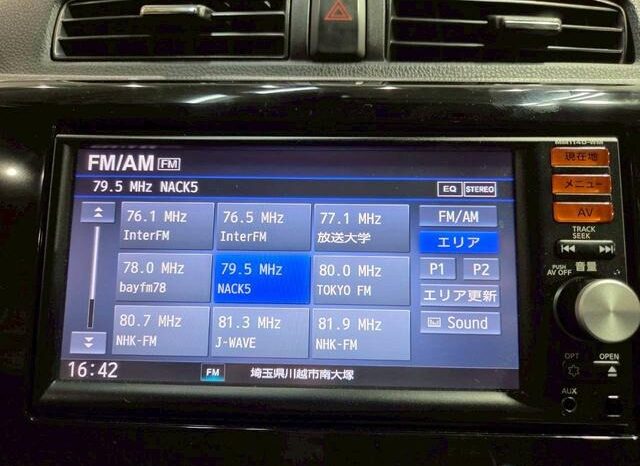 FM/AM FM
79.5 MHz NACK5 EQ STEREO
76.1 MHz InterFM
76.5 MHz InterFM
77.1 MHz 放送大学
78.0 MHz bayfm78
79.5 MHz NACK5
80.0 MHz TOKYO FM
80.7 MHz NHK-FM
81.3 MHz J-WAVE
81.9 MHz NHK-FM
FM/AM
エリア
P1 P2
エリア更新
Sound
16:42 FM 埼玉県川越市南大塚
MM114D-WM
現在地
メニュー
AV
TRACK
SEEK
PUSH
AV OFF
音量
OPT OPEN
AUX